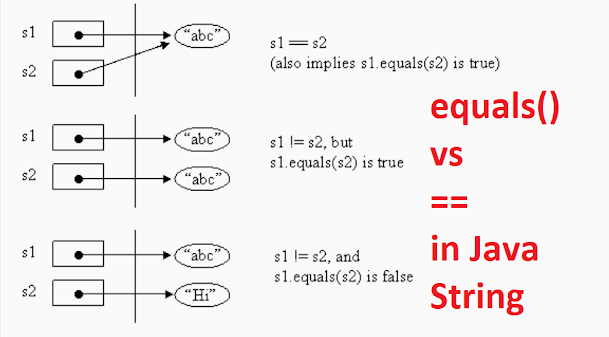 s1
"abc"
s2
s1 == s2
(also implies s1.equals(s2) is true)
s1
"abc"
s2
"abc"
s1 != s2, but
s1.equals(s2) is true
s1
"abc"
s2
"Hi"
s1 != s2, and
s1.equals(s2) is false
equals()
vs
==
in Java
String